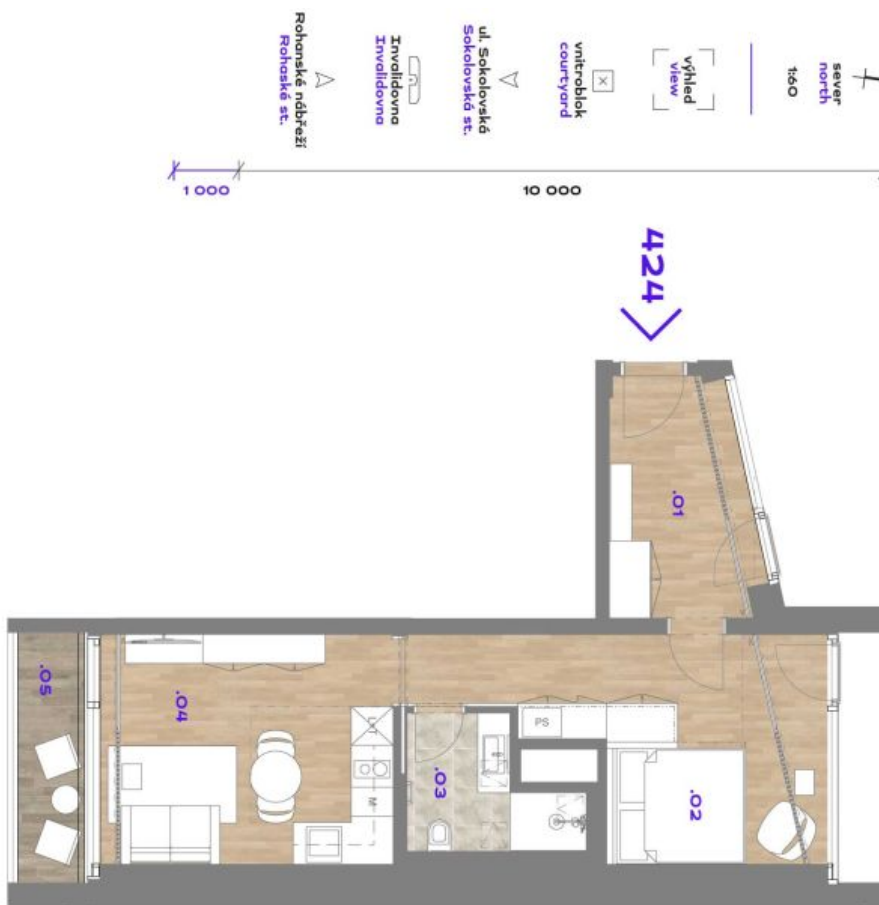 sever
north
1:60
výhled
view
vnitroblok
courtyard
ul. Sokolovská
Sokolovská st.
Invalidovna
Invalidovna
Rohanské nábřeží
Rohaské st.
1 000
10 000
424
.01
.02
.03
.04
.05
PS
M